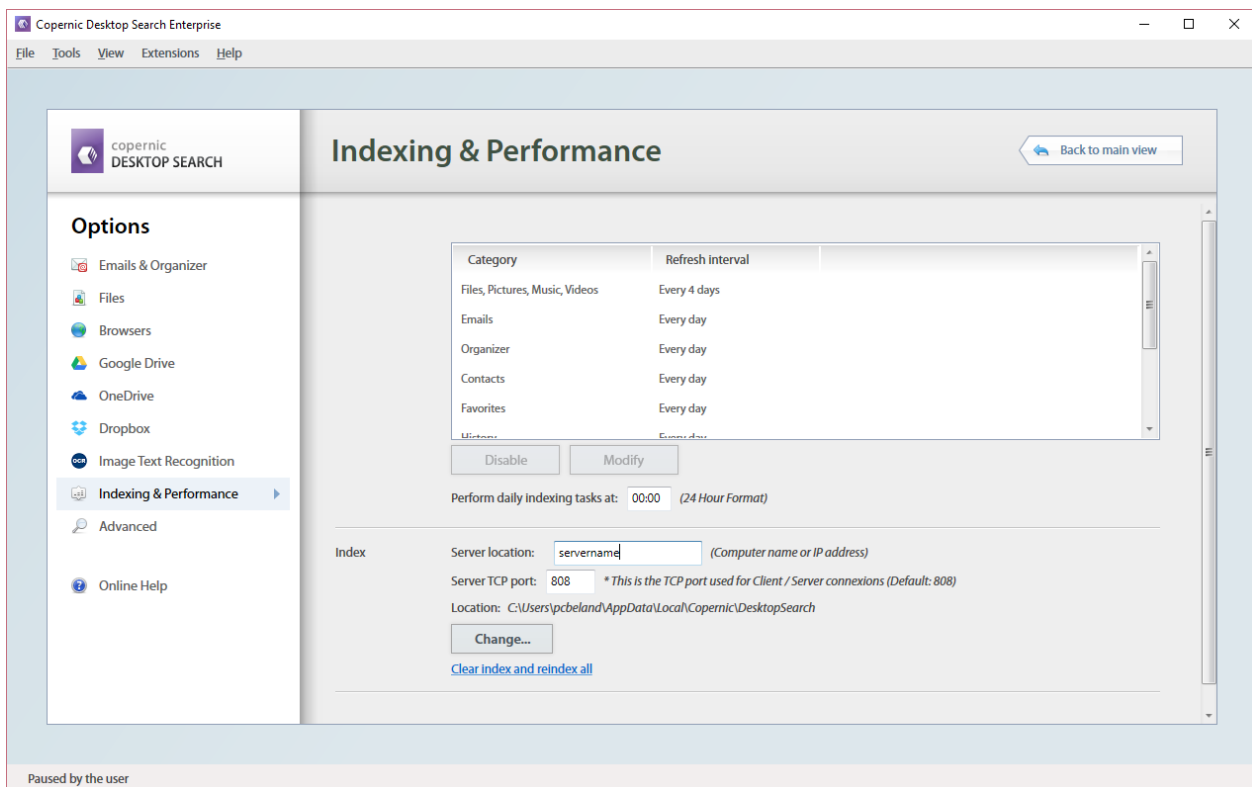 Copernic Desktop Search Enterprise
File Tools View Extensions Help
copernic
DESKTOP SEARCH
Indexing & Performance
Back to main view
Options
Emails & Organizer
Files
Browsers
Google Drive
OneDrive
Dropbox
OCR
Image Text Recognition
Indexing & Performance
Advanced
Online Help
Category Refresh interval
Files, Pictures, Music, Videos Every 4 days
Emails Every day
Organizer Every day
Contacts Every day
Favorites Every day
History Every day
Disable Modify
Perform daily indexing tasks at: 00:00 (24 Hour Format)
Index Server location: servername (Computer name or IP address)
Server TCP port: 808 * This is the TCP port used for Client / Server connexions (Default: 808)
Location: C:\Users\pcbeland\AppData\Local\Copernic\DesktopSearch
Change...
Clear index and reindex all
Paused by the user